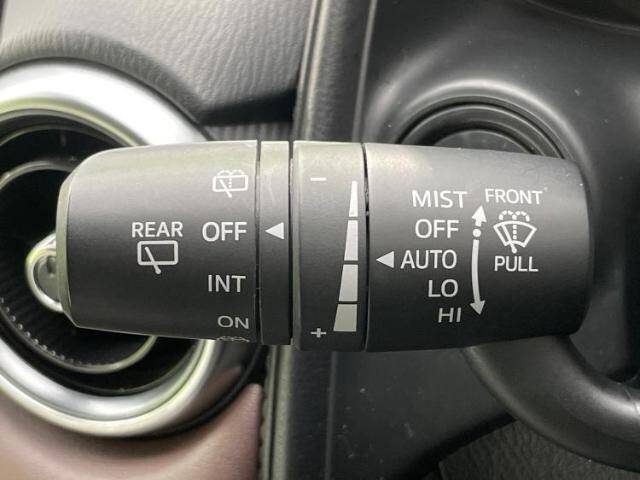 REAR
OFF
INT
ON
−
+
MIST
OFF
AUTO
LO
HI
FRONT
PULL